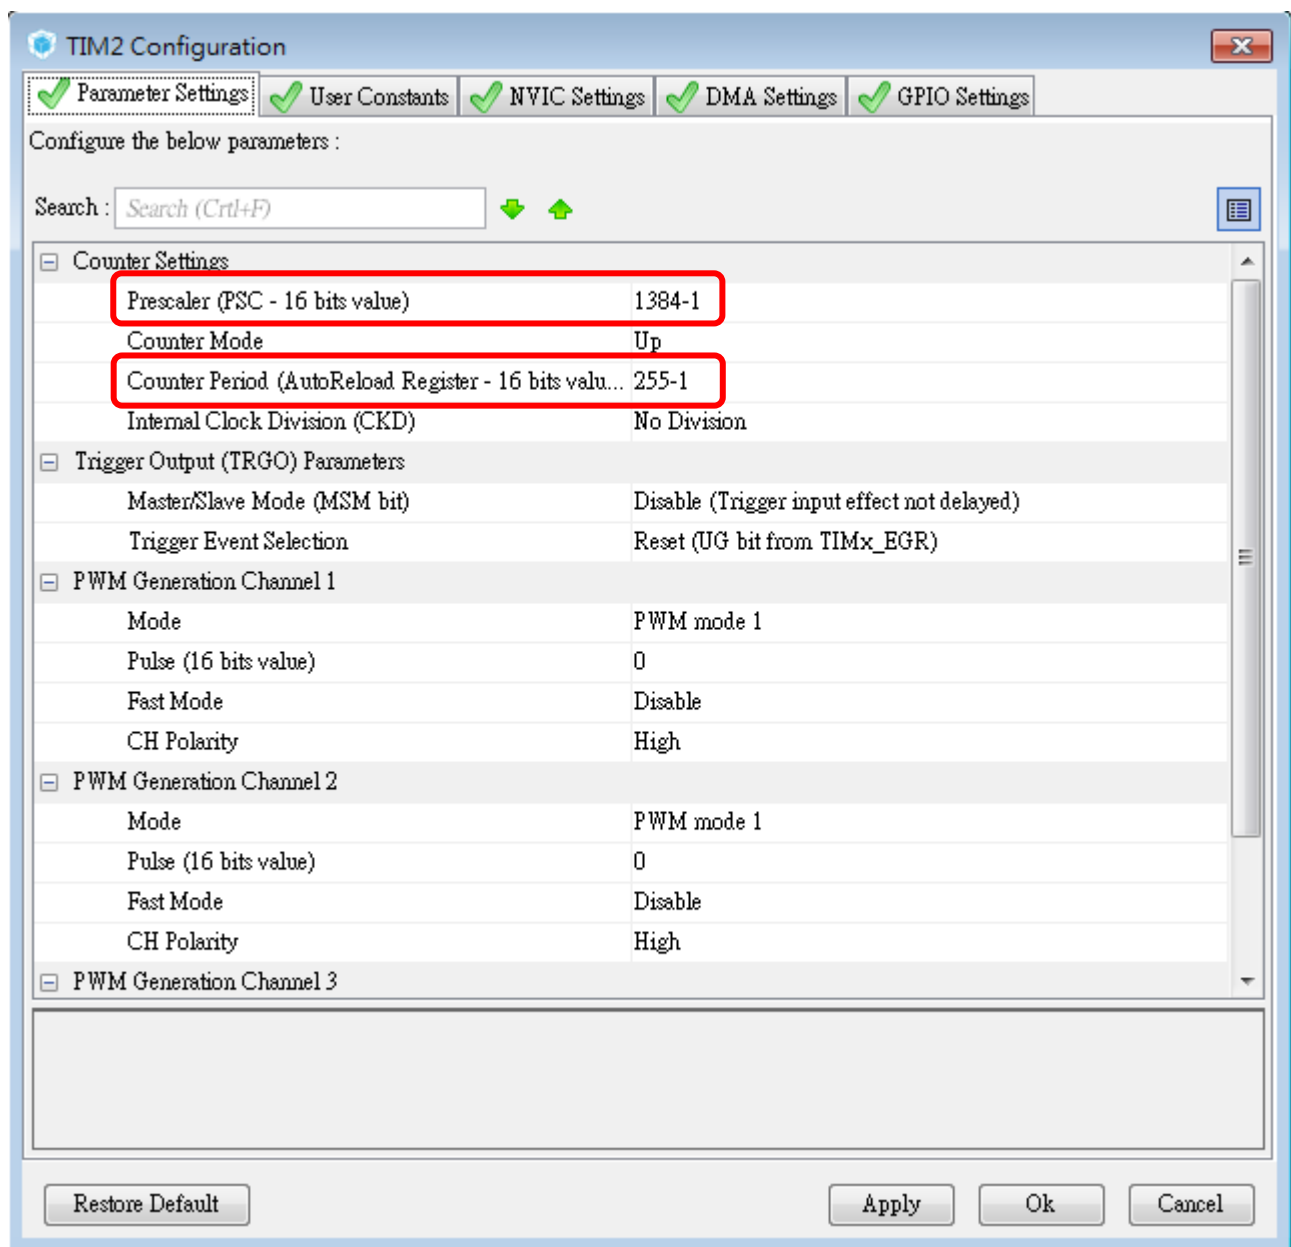 TIM2 Configuration
Parameter Settings User Constants NVIC Settings DMA Settings GPIO Settings
Configure the below parameters :
Search : Search (Crtl+F)
Counter Settings
Prescaler (PSC - 16 bits value) 1384-1
Counter Mode Up
Counter Period (AutoReload Register - 16 bits valu... 255-1
Internal Clock Division (CKD) No Division
Trigger Output (TRGO) Parameters
Master/Slave Mode (MSM bit) Disable (Trigger input effect not delayed)
Trigger Event Selection Reset (UG bit from TIMx_EGR)
PWM Generation Channel 1
Mode PWM mode 1
Pulse (16 bits value) 0
Fast Mode Disable
CH Polarity High
PWM Generation Channel 2
Mode PWM mode 1
Pulse (16 bits value) 0
Fast Mode Disable
CH Polarity High
PWM Generation Channel 3
Restore Default Apply Ok Cancel